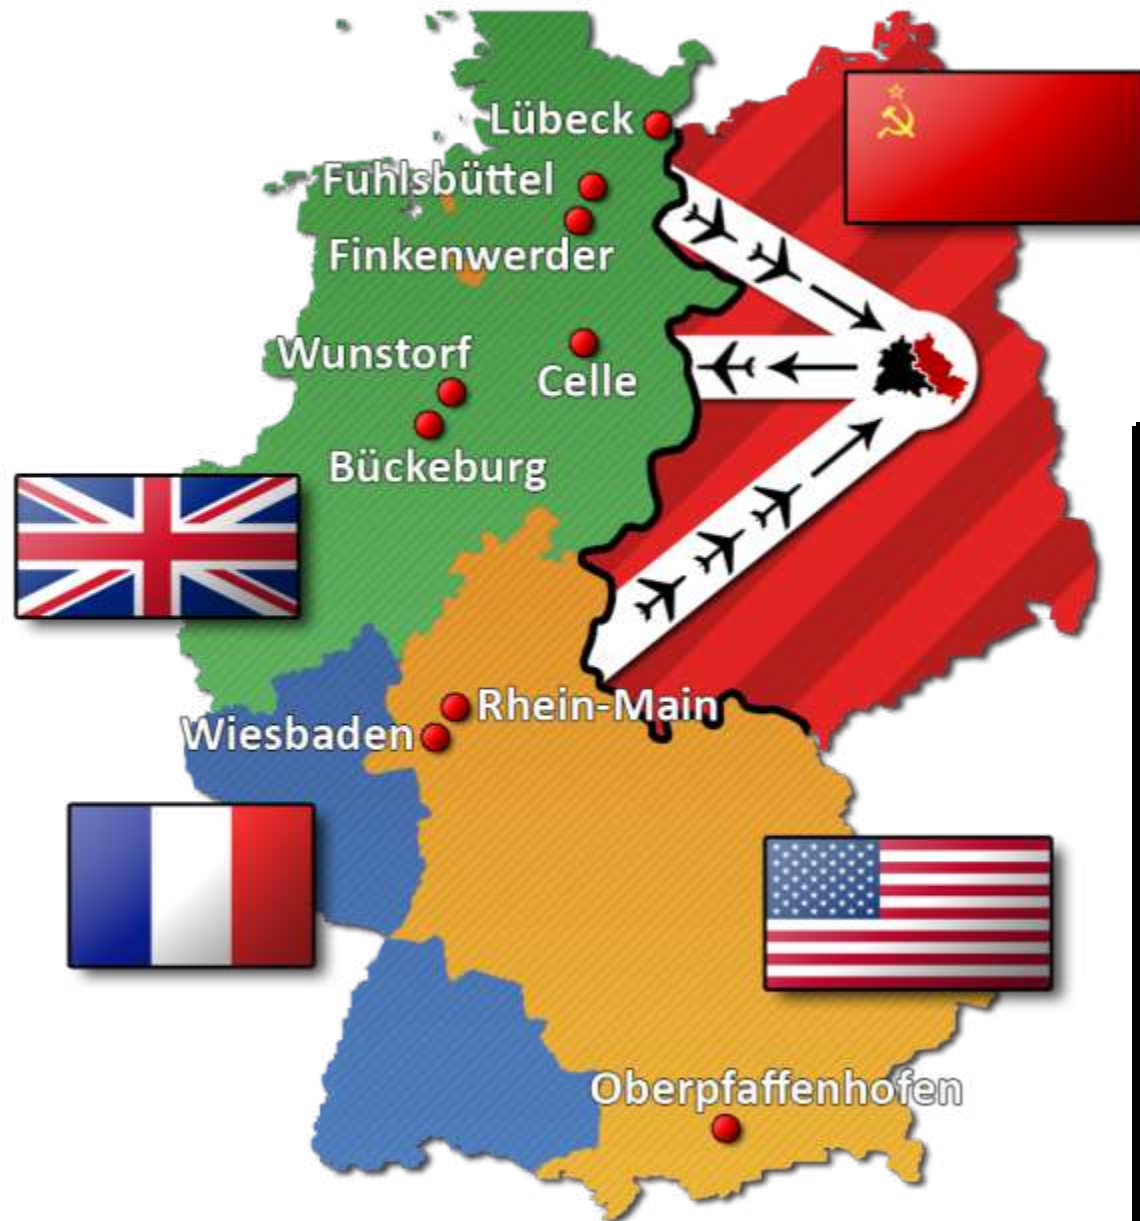 Lübeck
Fuhlsbüttel
Finkenwerder
Wunstorf
Celle
Bückeburg
Rhein-Main
Wiesbaden
Oberpfaffenhofen